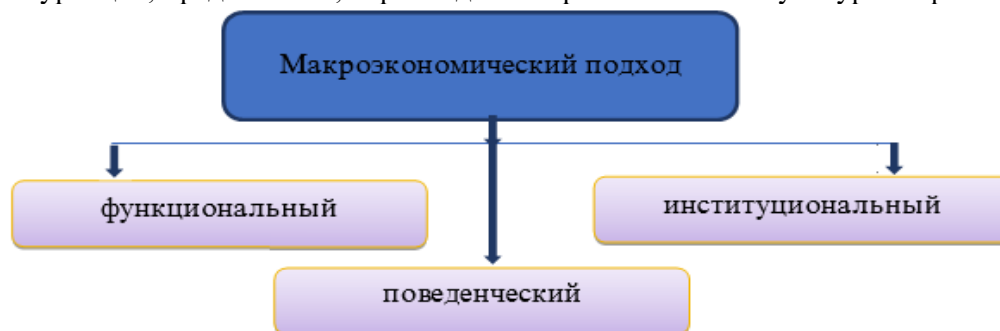 Макроэкономический подход
функциональный
институциональный
поведенческий